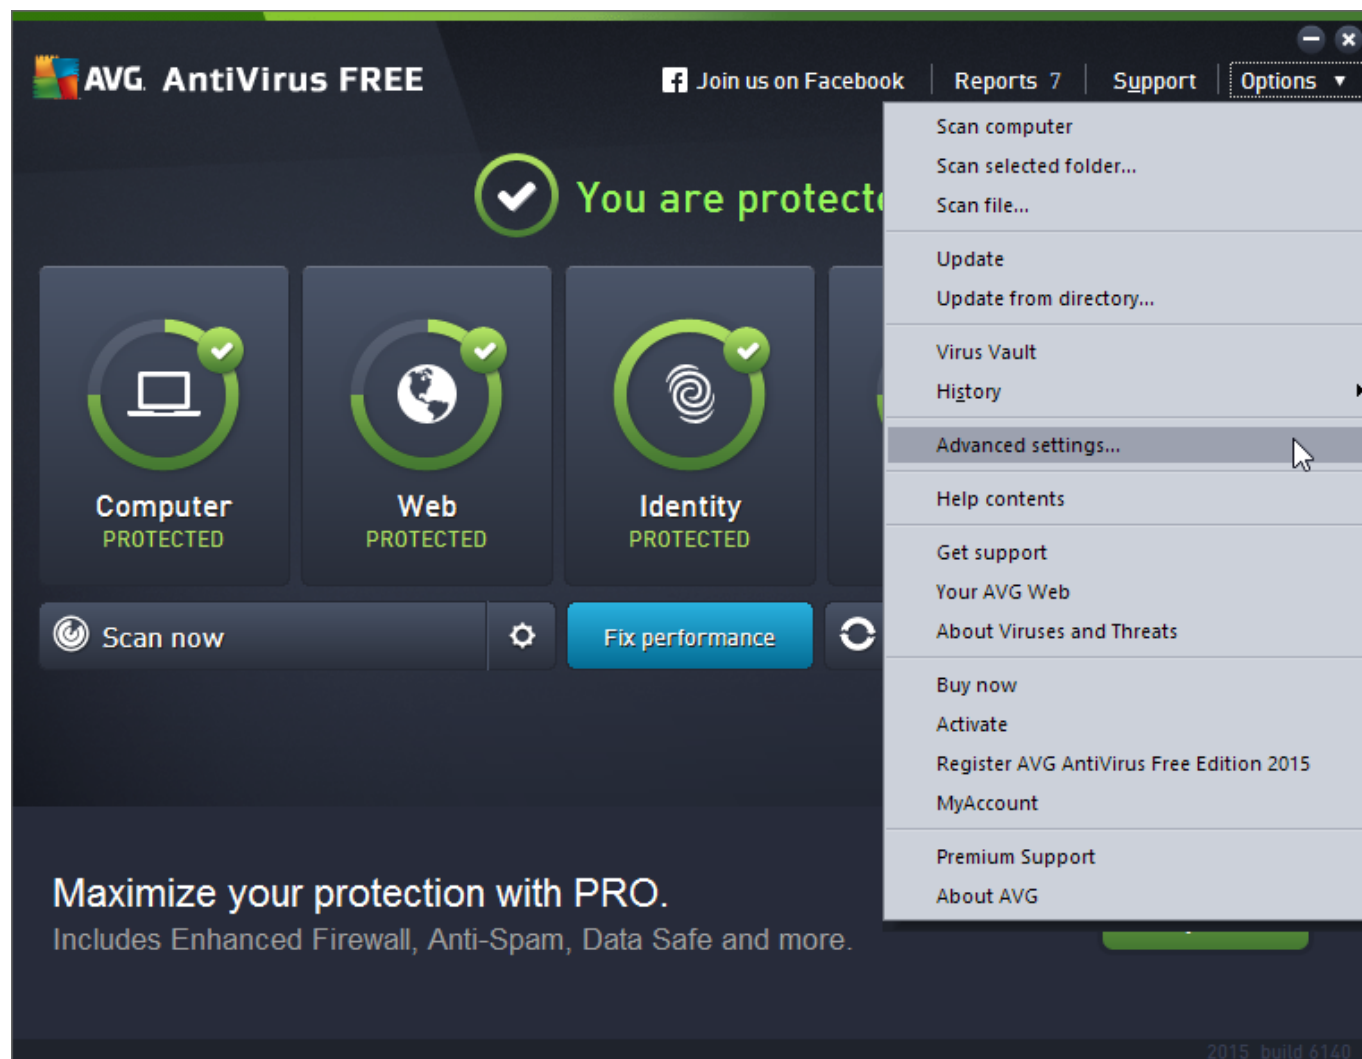 AVG. AntiVirus FREE
Join us on Facebook
Reports 7
Support
Options
You are protecte
Computer
PROTECTED
Web
PROTECTED
Identity
PROTECTED
Scan now
Fix performance
Scan computer
Scan selected folder...
Scan file...
Update
Update from directory...
Virus Vault
History
Advanced settings...
Help contents
Get support
Your AVG Web
About Viruses and Threats
Buy now
Activate
Register AVG AntiVirus Free Edition 2015
MyAccount
Premium Support
About AVG
Maximize your protection with PRO.
Includes Enhanced Firewall, Anti-Spam, Data Safe and more.
2015 build 6140